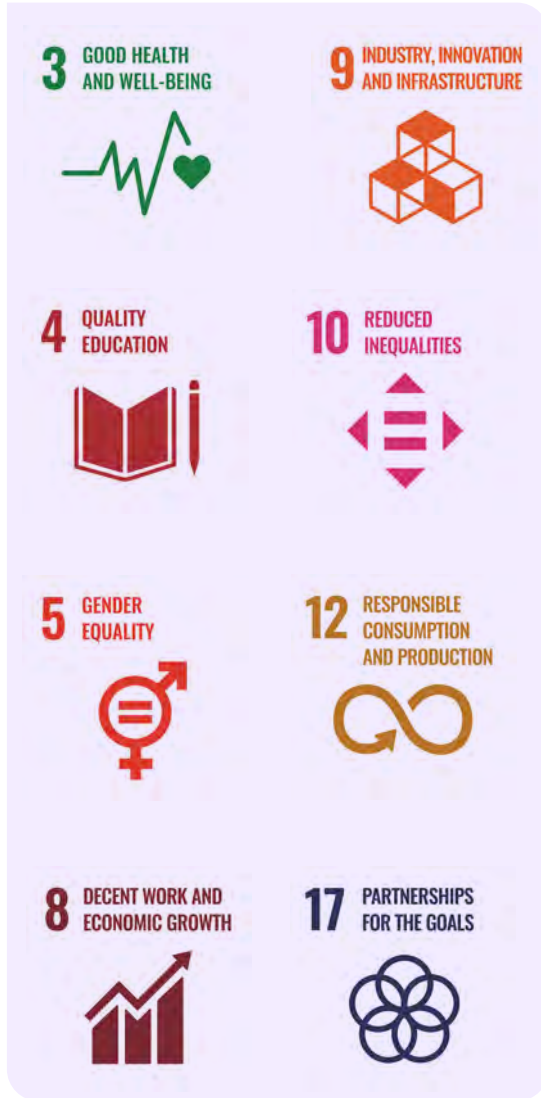 3 GOOD HEALTH
AND WELL-BEING
9 INDUSTRY, INNOVATION
AND INFRASTRUCTURE
4 QUALITY
EDUCATION
10 REDUCED
INEQUALITIES
5 GENDER
EQUALITY
12 RESPONSIBLE
CONSUMPTION
AND PRODUCTION
8 DECENT WORK AND
ECONOMIC GROWTH
17 PARTNERSHIPS
FOR THE GOALS